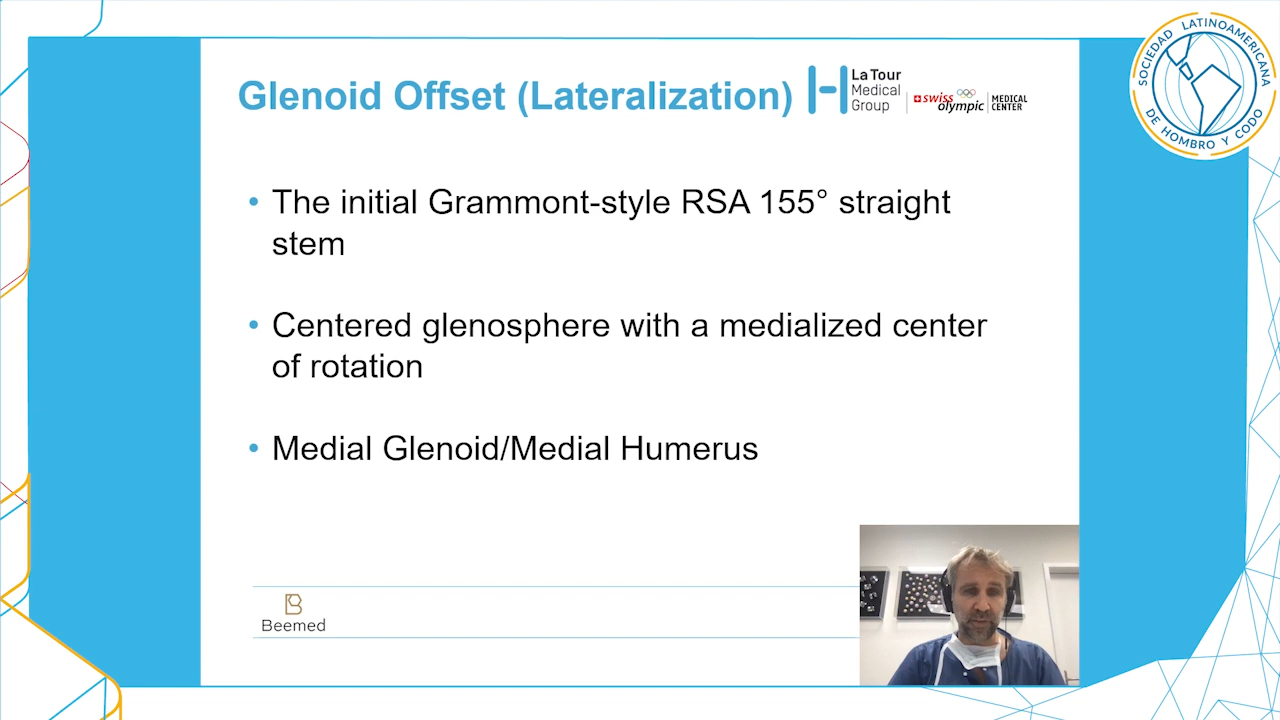 Glenoid Offset (Lateralization)
La Tour
Medical
Group
swiss
olympic
MEDICAL
CENTER
SOCIEDAD LATINOAMERICANA
DE HOMBRO Y CODO
• The initial Grammont-style RSA 155° straight
stem
• Centered glenosphere with a medialized center
of rotation
• Medial Glenoid/Medial Humerus
Beemed